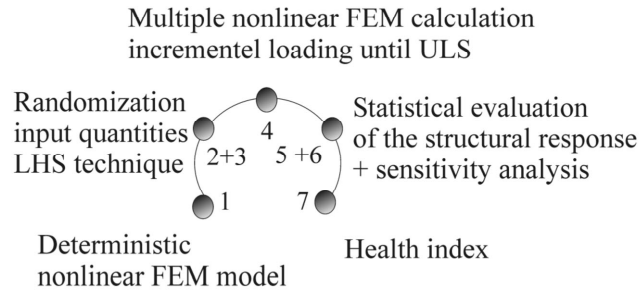 Multiple nonlinear FEM calculation
incrementel loading until ULS
Randomization
input quantities
LHS technique
4
Statistical evaluation
of the structural response
+ sensitivity analysis
2+3
5 +6
1
7
Deterministic
nonlinear FEM model
Health index